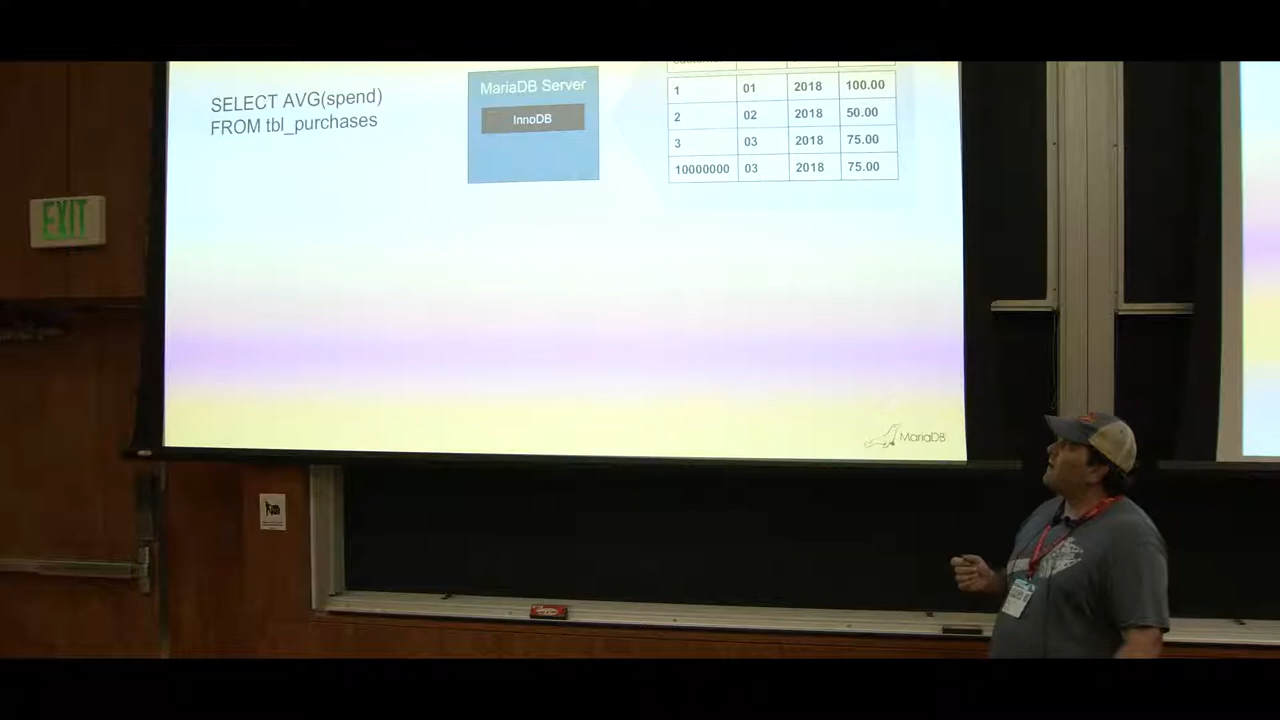 SELECT AVG(spend)
FROM tbl_purchases
MariaDB Server
InnoDB
1 01 2018 100.00
2 02 2018 50.00
3 03 2018 75.00
10000000 03 2018 75.00
EXIT
MariaDB